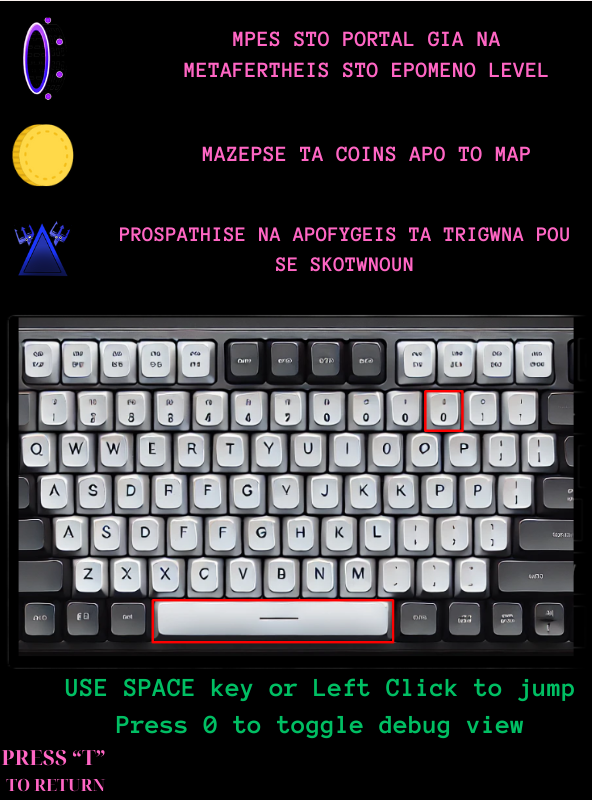 MPES STO PORTAL GIA NA
METAFERTHEIS STO EPOMENO LEVEL
MAZEPSE TA COINS APO TO MAP
PROSPATHISE NA APOFYGEIS TA TRIGWNA POU
SE SKOTWNOUN
Q W W E R T Y U I O O P
A S D F F G Y J K K P P
A S D F F G H K L
Z X X C V B N M
USE SPACE key or Left Click to jump
Press 0 to toggle debug view
PRESS “T”
TO RETURN